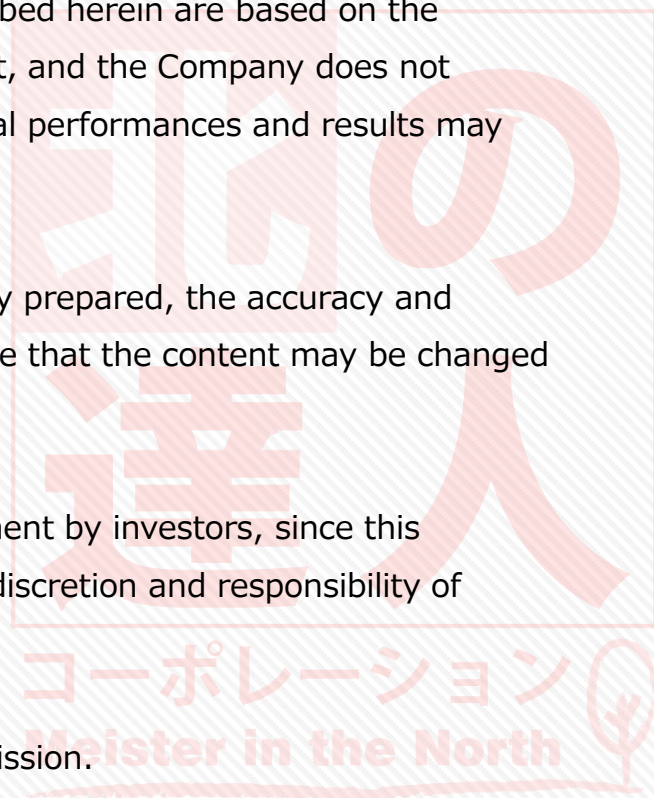 bed herein are based on the
t, and the Company does not
al performances and results may
y prepared, the accuracy and
e that the content may be changed
ent by investors, since this
discretion and responsibility of
ission.
北の
達人
コーポレーション
Meister in the North